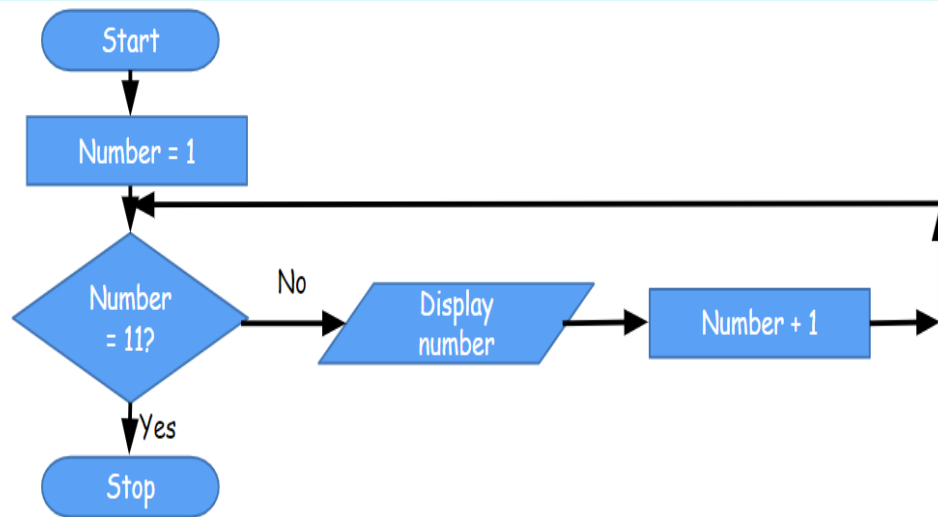 Start
Number = 1
Number
= 11?
No
Display
number
Number + 1
Yes
Stop